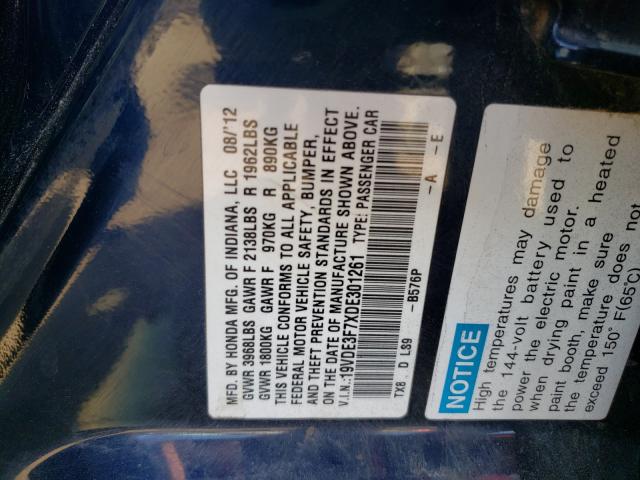 MFD. BY HONDA MFG. OF INDIANA, LLC 08/'12
GVWR 3968LBS GAWR F 2138LBS R 1962LBS
GVWR 1800KG GAWR F 970KG R 890KG
THIS VEHICLE CONFORMS TO ALL APPLICABLE
FEDERAL MOTOR VEHICLE SAFETY, BUMPER,
AND THEFT PREVENTION STANDARDS IN EFFECT
ON THE DATE OF MANUFACTURE SHOWN ABOVE.
V.I.N.:19VDE3F7XDE301261 TYPE: PASSENGER CAR
-B576P -A -E
TX8 D LS9
NOTICE
High temperatures may damage
the 144-volt battery used to
power the electric motor.
when drying paint in a heated
paint booth, make sure
the temperature does not
exceed 150° F(65°C)